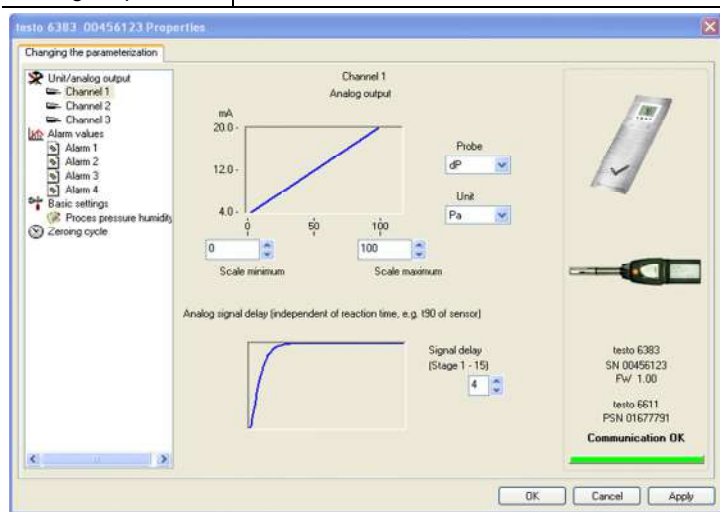 testo 6383 00456123 Properties
Changing the parameterization
Unit/analog output
Channel 1
Channel 2
Channel 3
Alarm values
Alarm 1
Alarm 2
Alarm 3
Alarm 4
Basic settings
Proces pressure humidity
Zeroing cycle
Channel 1
Analog output
mA
20.0
12.0
4.0
0 50 100
0
100
Scale minimum
Scale maximum
Probe
dP
Unit
Pa
Analog signal delay (independent of reaction time, e.g. t90 of sensor)
Signal delay
(Stage 1 - 15)
4
testo 6383
SN 00456123
FW 1.00
testo 6611
PSN 01677791
Communication OK
OK Cancel Apply